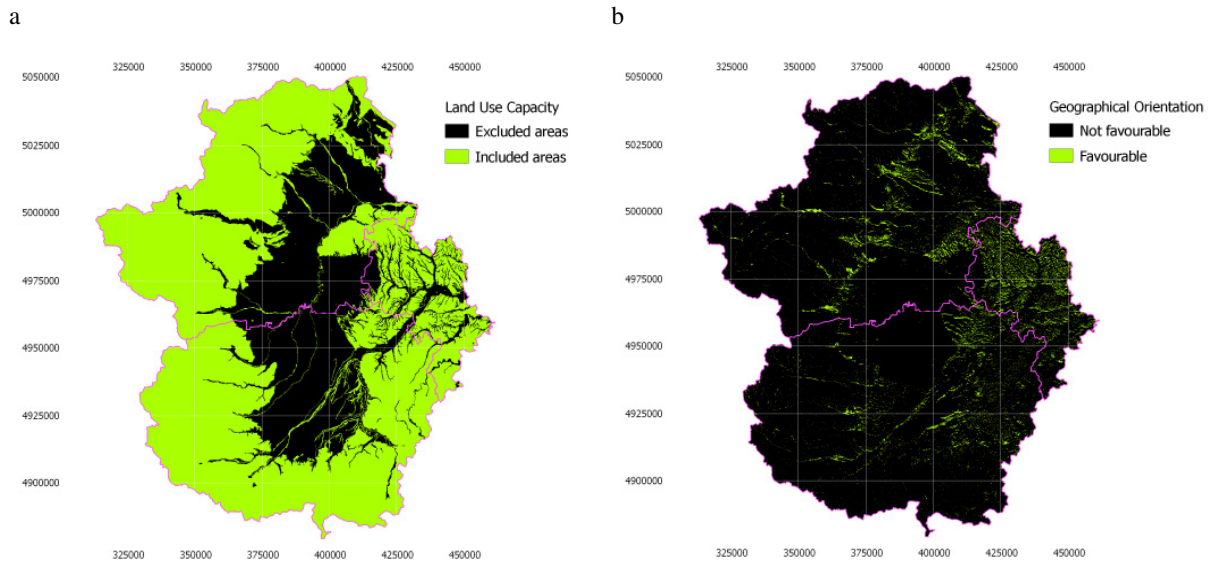 a
325000 350000 375000 400000 425000 450000
5050000
5025000
5000000
4975000
4950000
4925000
4900000
Land Use Capacity
Excluded areas
Included areas
325000 350000 375000 400000 425000 450000
b
325000 350000 375000 400000 425000 450000
5050000
5025000
5000000
4975000
4950000
4925000
4900000
Geographical Orientation
Not favourable
Favourable
325000 350000 375000 400000 425000 450000